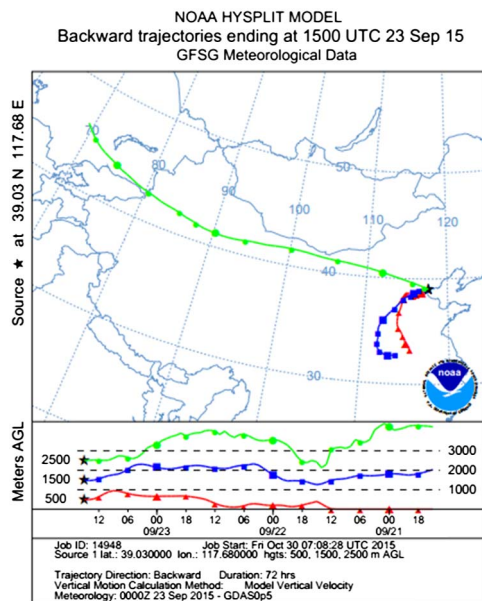 NOAA HYSPLIT MODEL
Backward trajectories ending at 1500 UTC 23 Sep 15
GFSG Meteorological Data
Source ★ at 39.03 N 117.68 E
70
80
90
100
110
120
50
40
40
30
noaa
Meters AGL
2500
1500
500
3000
2000
1000
12 06 00 18 12 06 00 18 12 06 00 18
09/23 09/22 09/21
Job ID: 14948 Job Start: Fri Oct 30 07:08:28 UTC 2015
Source 1 lat.: 39.030000 lon.: 117.680000 hgts: 500, 1500, 2500 m AGL
Trajectory Direction: Backward Duration: 72 hrs
Vertical Motion Calculation Method: Model Vertical Velocity
Meteorology: 0000Z 23 Sep 2015 - GDAS0p5